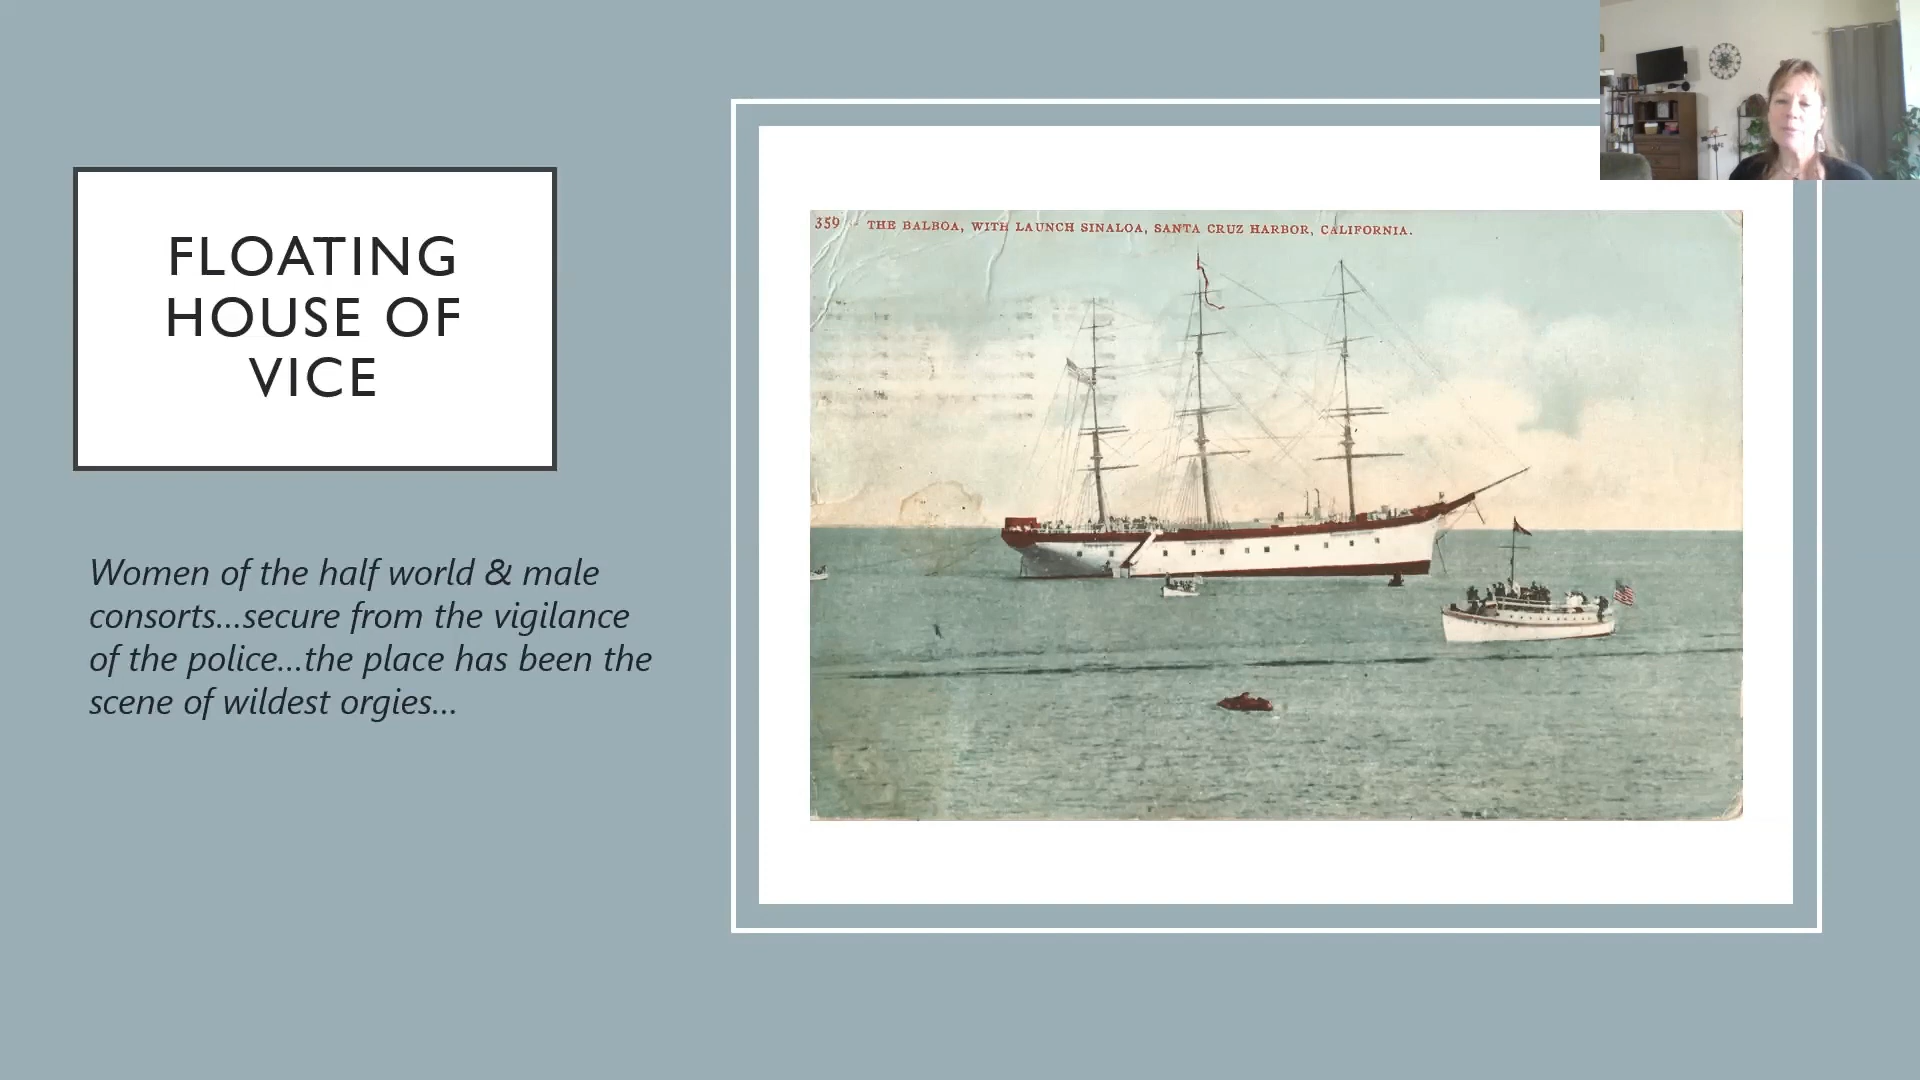 FLOATING
HOUSE OF
VICE
Women of the half world & male
consorts...secure from the vigilance
of the police...the place has been the
scene of wildest orgies...
359 - THE BALBOA, WITH LAUNCH SINALOA, SANTA CRUZ HARBOR, CALIFORNIA.